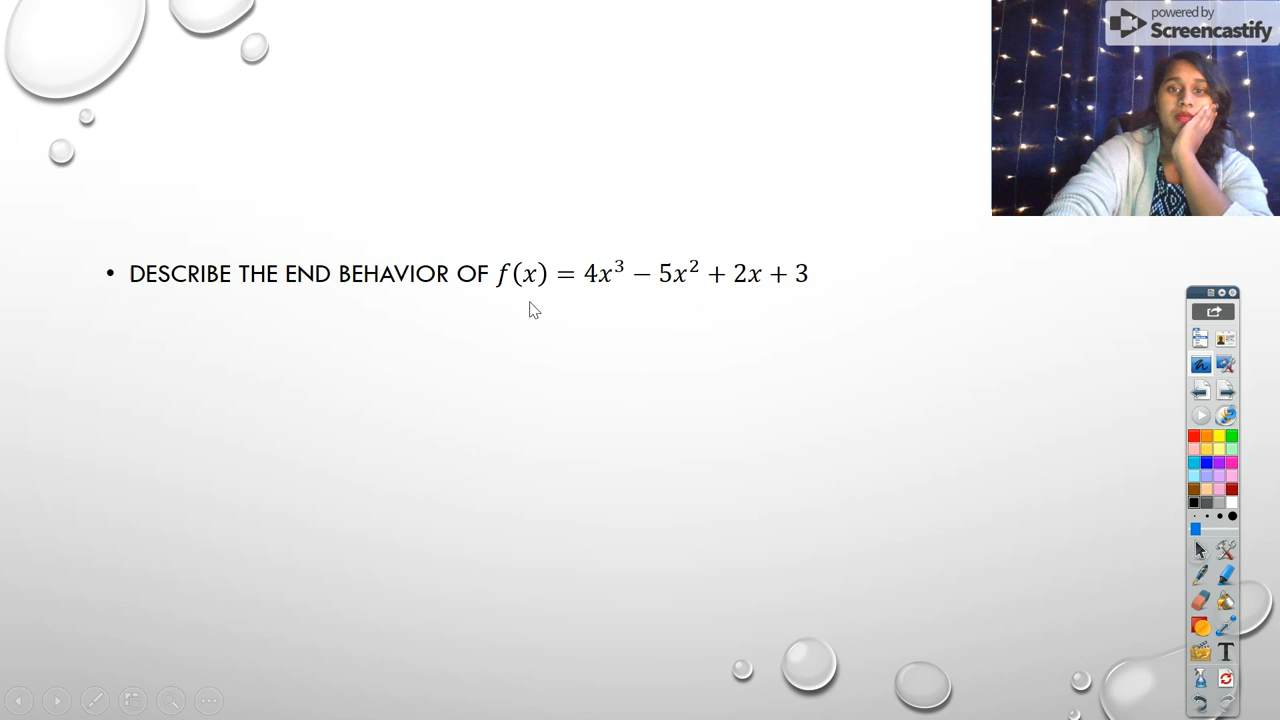 powered by
Screencastify
• DESCRIBE THE END BEHAVIOR OF f(x) = 4x³ − 5x² + 2x + 3
T